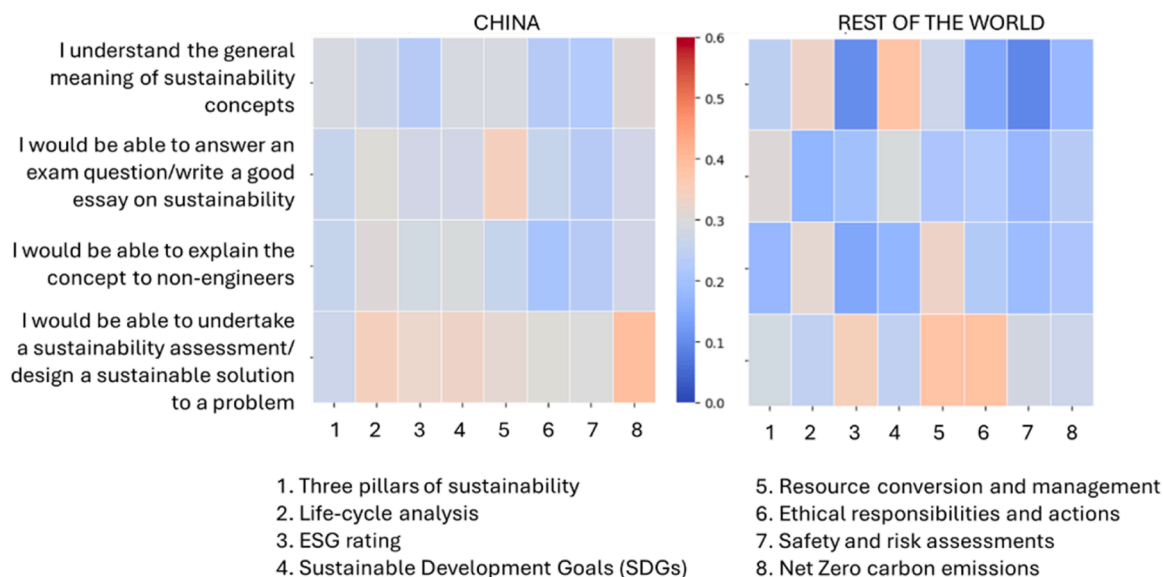 CHINA
REST OF THE WORLD
I understand the general
meaning of sustainability
concepts
I would be able to answer an
exam question/write a good
essay on sustainability
I would be able to explain the
concept to non-engineers
I would be able to undertake
a sustainability assessment/
design a sustainable solution
to a problem
0.6
0.5
0.4
0.3
0.2
0.1
0.0
1 2 3 4 5 6 7 8
1 2 3 4 5 6 7 8
1. Three pillars of sustainability
2. Life-cycle analysis
3. ESG rating
4. Sustainable Development Goals (SDGs)
5. Resource conversion and management
6. Ethical responsibilities and actions
7. Safety and risk assessments
8. Net Zero carbon emissions